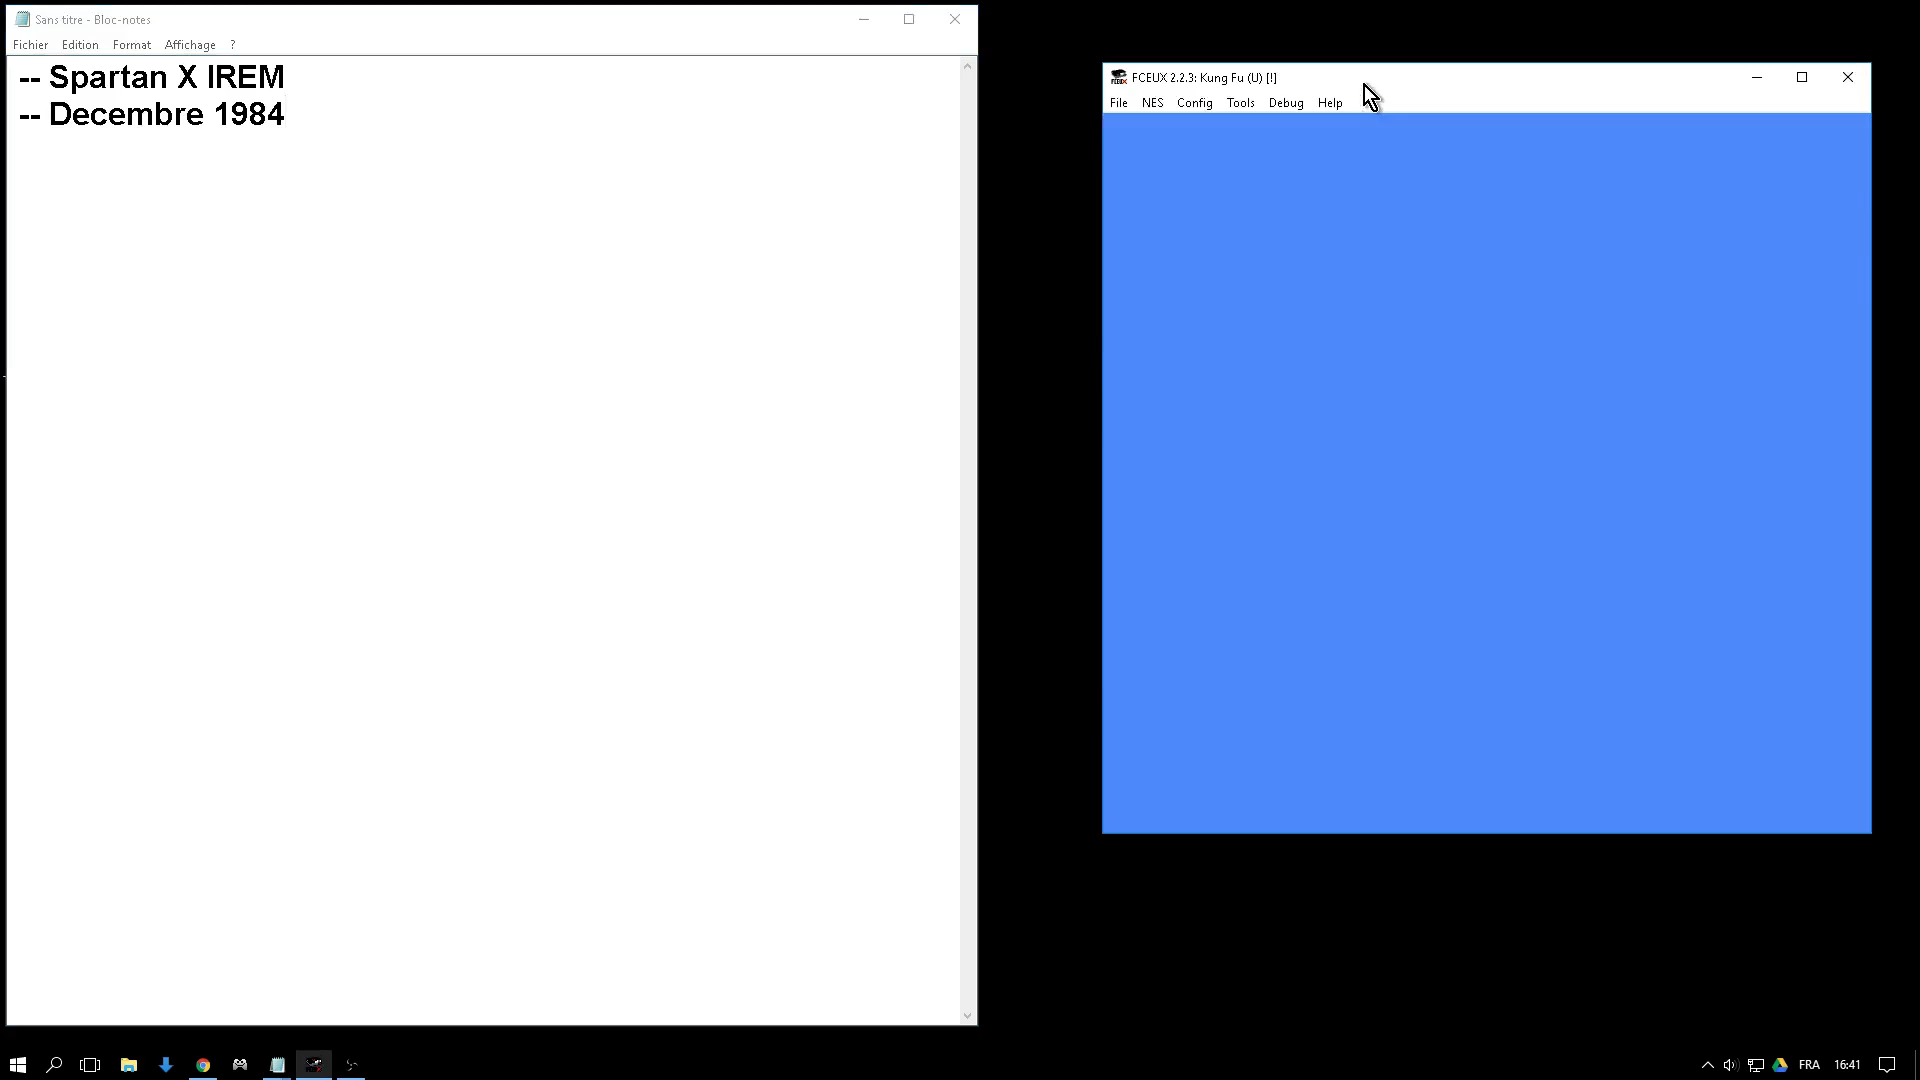 Sans titre - Bloc-notes
Fichier Edition Format Affichage ?
-- Spartan X IREM
-- Decembre 1984
FCEUX 2.2.3: Kung Fu (U) [!]
File NES Config Tools Debug Help
FRA 16:41